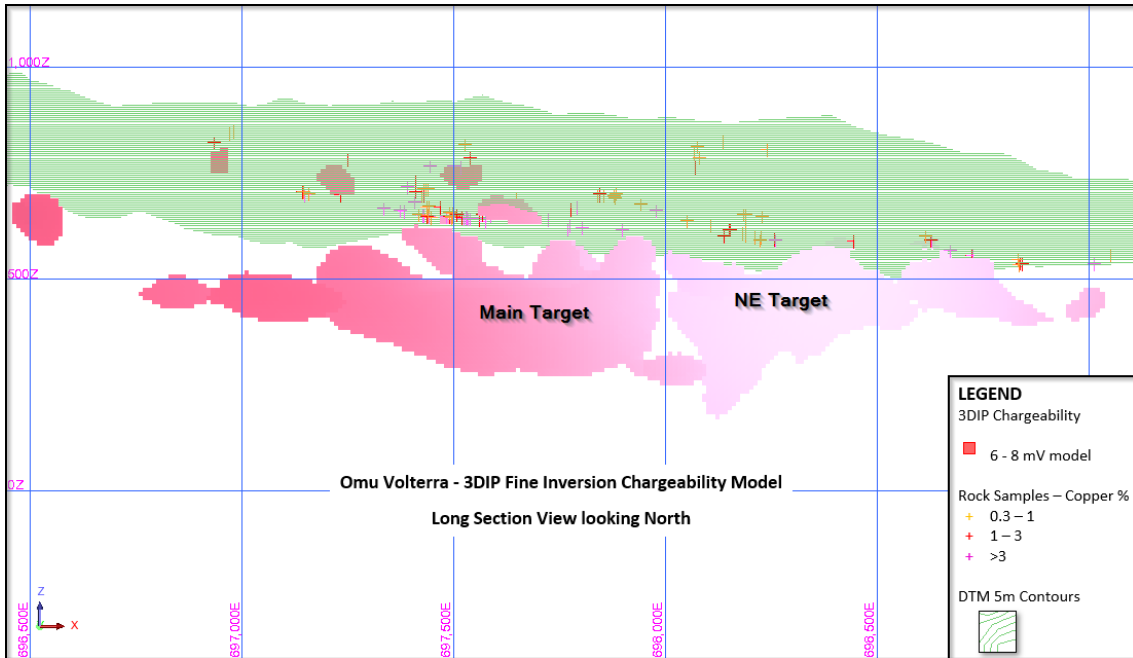 1,000Z
500Z
Main Target
NE Target
0Z
Omu Volterra - 3DIP Fine Inversion Chargeability Model
Long Section View looking North
LEGEND
3DIP Chargeability
6 - 8 mV model
Rock Samples – Copper %
0.3 – 1
1 – 3
>3
DTM 5m Contours
Z
X
696,500E
697,000E
697,500E
698,000E
698,500E